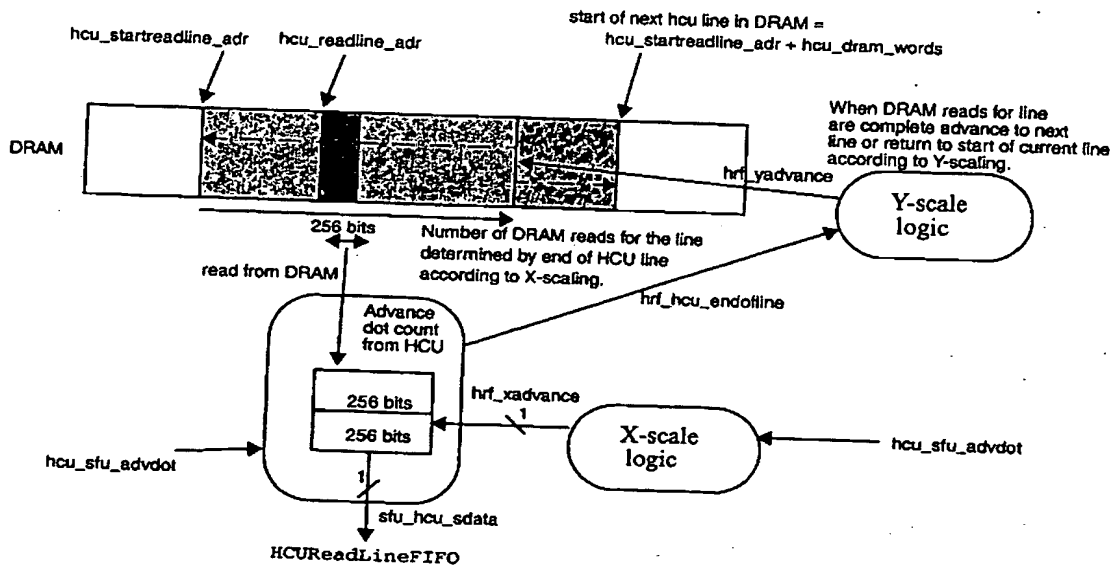 start of next hcu line in DRAM =
hcu_startreadline_adr + hcu_dram_words
hcu_startreadline_adr
hcu_readline_adr
When DRAM reads for line
are complete advance to next
line or return to start of current line
according to Y-scaling.
DRAM
hrf_yadvance
Y-scale
logic
256 bits
Number of DRAM reads for the line
determined by end of HCU line
according to X-scaling.
read from DRAM
hrf_hcu_endofline
Advance
dot count
from HCU
256 bits
256 bits
hrf_xadvance
1
X-scale
logic
hcu_sfu_advdot
hcu_sfu_advdot
1
sfu_hcu_sdata
HCUReadLineFIFO